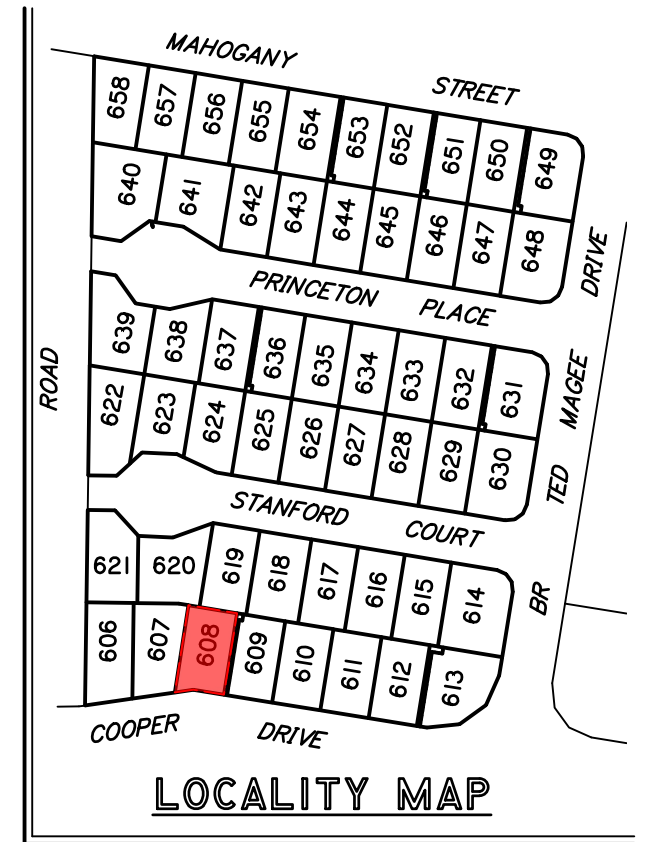 MAHOGANY STREET
658 657 656 655 654 653 652 651 650 649
640 641 642 643 644 645 646 647 648
DRIVE
PRINCETON PLACE
639 638 637 636 635 634 633 632 631
ROAD
MAGEE
622 623 624 625 626 627 628 629 630
TED
STANFORD COURT
621 620 619 618 617 616 615 614
BR
606 607 608 609 610 611 612 613
COOPER DRIVE
LOCALITY MAP